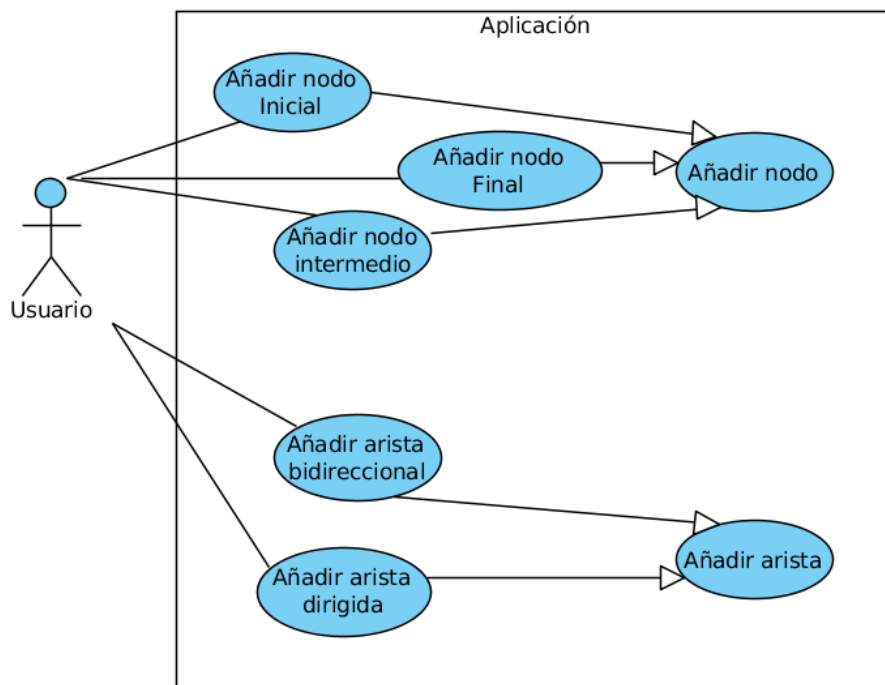 Aplicación
Añadir nodo
Inicial
Añadir nodo
Final
Añadir nodo
Añadir nodo
intermedio
Usuario
Añadir arista
bidireccional
Añadir arista
Añadir arista
dirigida